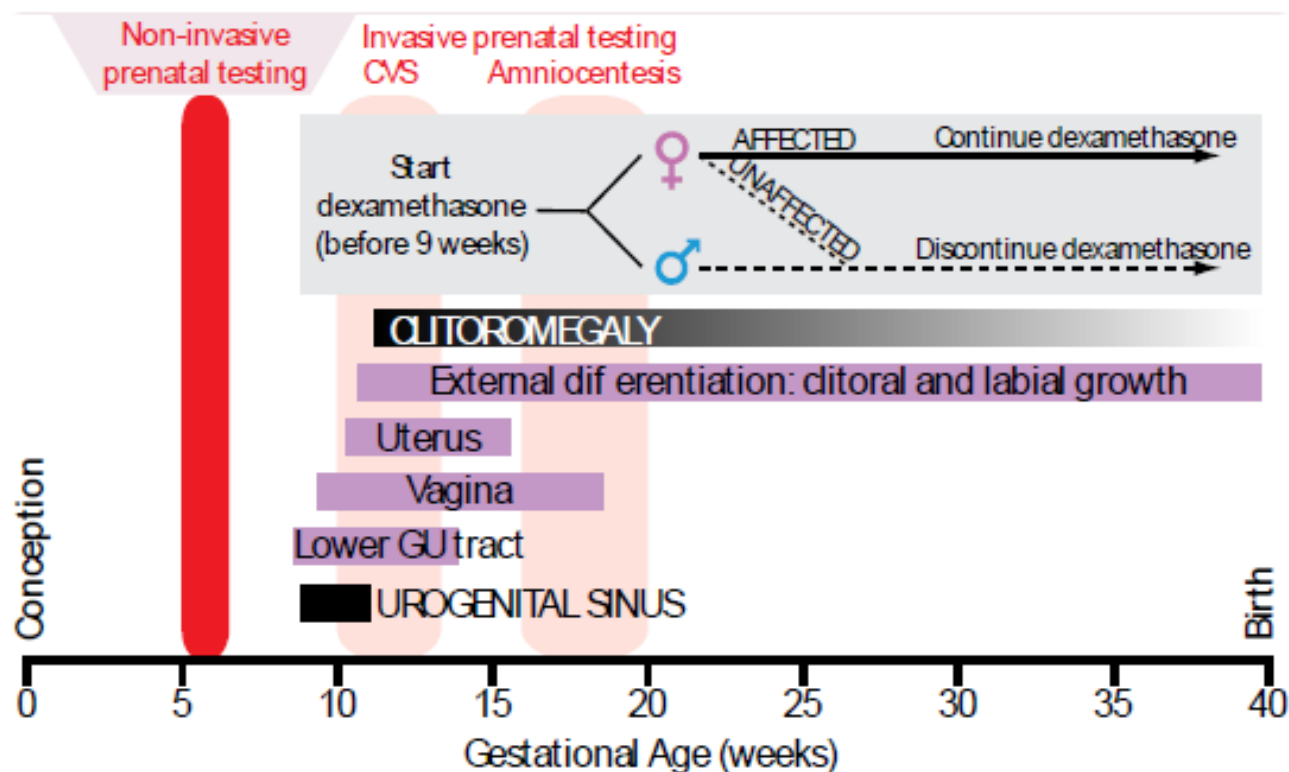 Non-invasive
prenatal testing
Invasive prenatal testing
CVS
Amniocentesis
Start
dexamethasone
(before 9 weeks)
AFFECTED
Continue dexamethasone
UNAFFECTED
Discontinue dexamethasone
CLITOROMEGALY
External dif erentiation: clitoral and labial growth
Uterus
Vagina
Lower GU tract
UROGENITAL SINUS
Conception
Birth
0 5 10 15 20 25 30 35 40
Gestational Age (weeks)